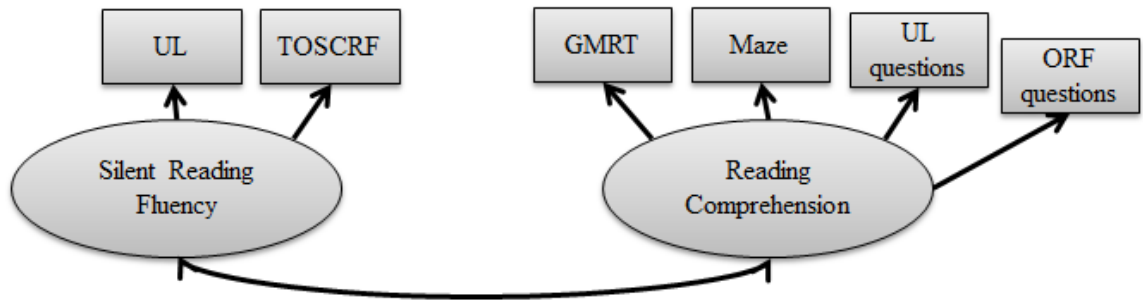 UL
TOSCRF
GMRT
Maze
UL
questions
ORF
questions
Silent Reading
Fluency
Reading
Comprehension